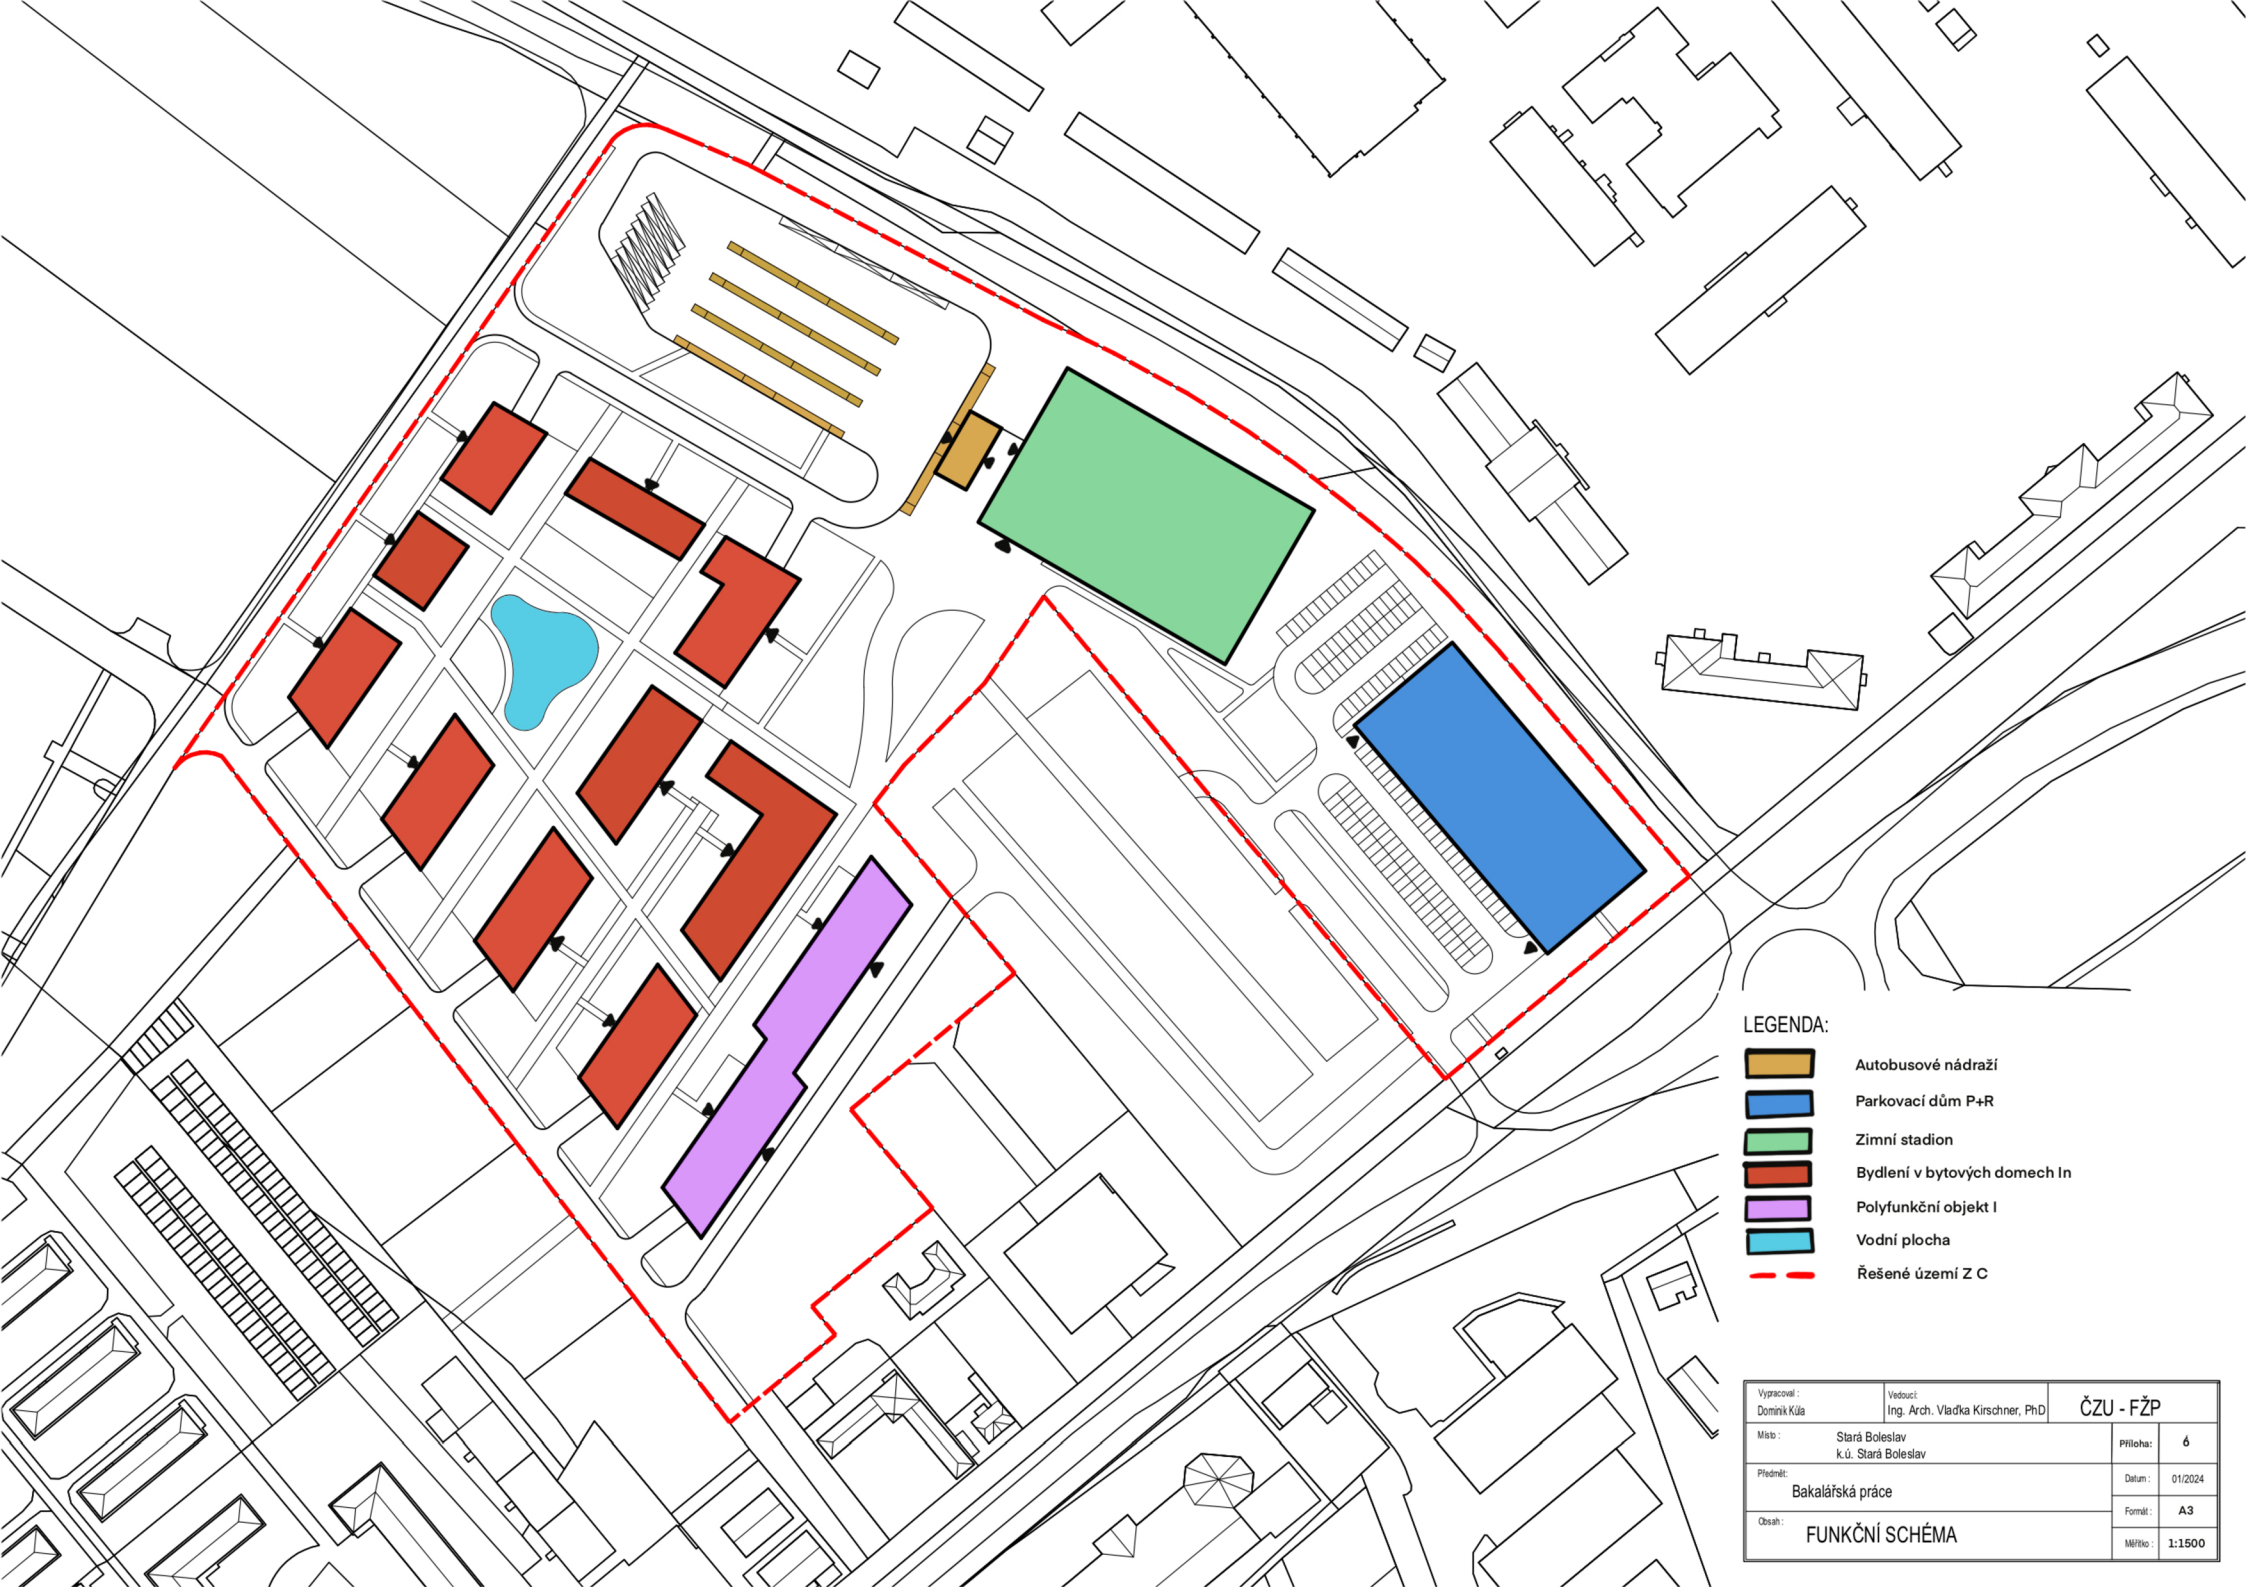 LEGENDA:
Autobusové nádraží
Parkovací dům P+R
Zimní stadion
Bydlení v bytových domech In
Polyfunkční objekt I
Vodní plocha
Řešené území Z C
Vypracoval :
Dominik Kůla
Vedoucí:
Ing. Arch. Vlaďka Kirschner, PhD
ČZU - FŽP
Místo :
Stará Boleslav
k.ú. Stará Boleslav
Příloha:
6
Předmět:
Bakalářská práce
Datum :
01/2024
Formát :
A3
Obsah :
FUNKČNÍ SCHÉMA
Měřítko :
1:1500